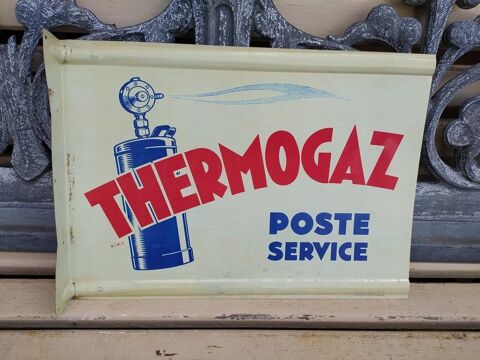 THERMOGAZ
POSTE
SERVICE